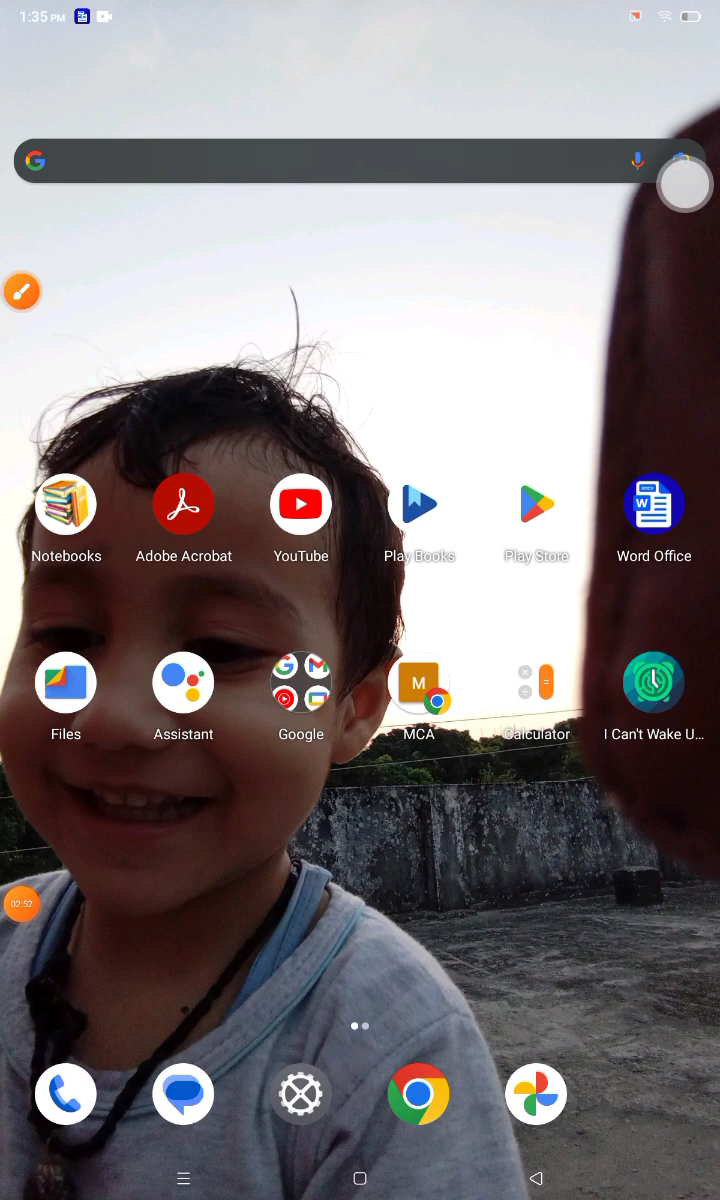 1:35 PM
Notebooks
Adobe Acrobat
YouTube
Play Books
Play Store
Word Office
Files
Assistant
Google
M
MCA
Calculator
I Can't Wake U...
02:52